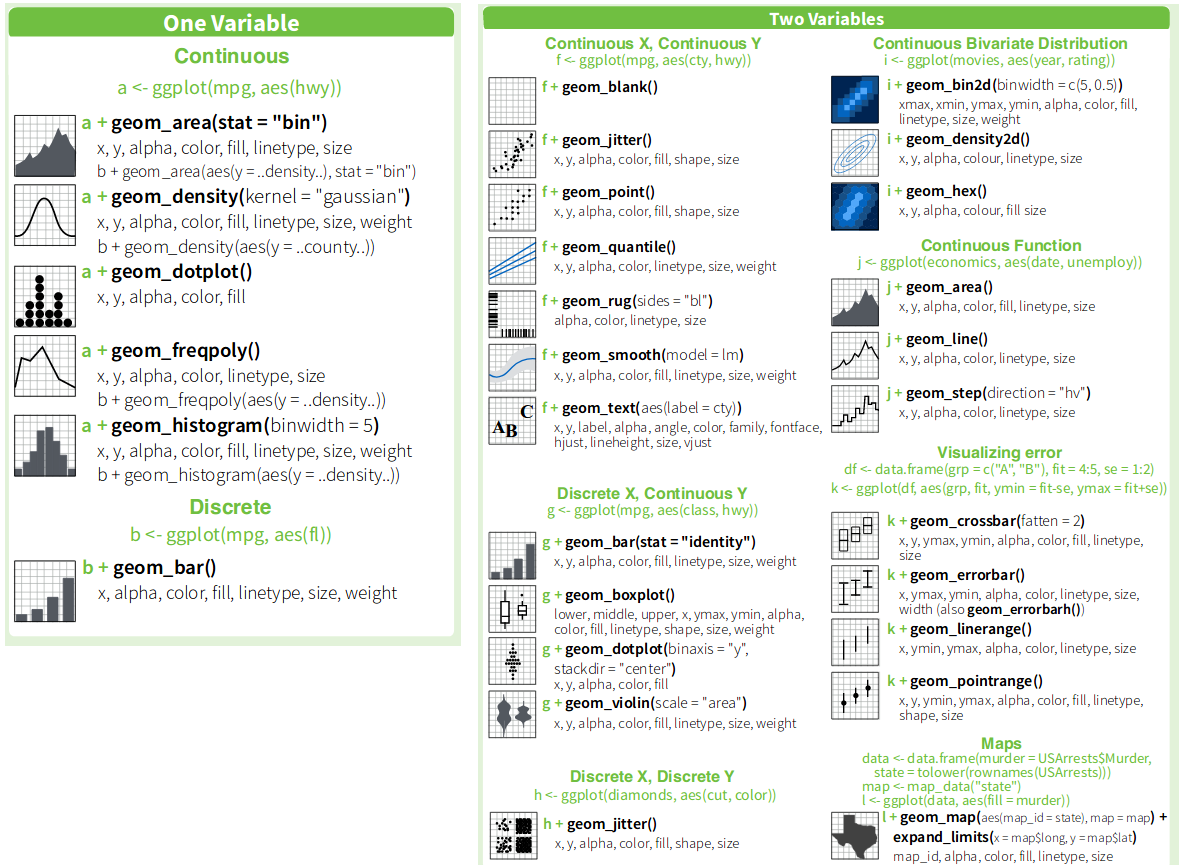 One Variable
Continuous
a <- ggplot(mpg, aes(hwy))
a + geom_area(stat = "bin")
x, y, alpha, color, fill, linetype, size
b + geom_area(aes(y = ..density..), stat = "bin")
a + geom_density(kernel = "gaussian")
x, y, alpha, color, fill, linetype, size, weight
b + geom_density(aes(y = ..county..))
a + geom_dotplot()
x, y, alpha, color, fill
a + geom_freqpoly()
x, y, alpha, color, linetype, size
b + geom_freqpoly(aes(y = ..density..))
a + geom_histogram(binwidth = 5)
x, y, alpha, color, fill, linetype, size, weight
b + geom_histogram(aes(y = ..density..))
Discrete
b <- ggplot(mpg, aes(fl))
b + geom_bar()
x, alpha, color, fill, linetype, size, weight
Two Variables
Continuous X, Continuous Y
f <- ggplot(mpg, aes(cty, hwy))
f + geom_blank()
f + geom_jitter()
x, y, alpha, color, fill, shape, size
f + geom_point()
x, y, alpha, color, fill, shape, size
f + geom_quantile()
x, y, alpha, color, linetype, size, weight
f + geom_rug(sides = "bl")
alpha, color, linetype, size
f + geom_smooth(model = lm)
x, y, alpha, color, fill, linetype, size, weight
C
AB
f + geom_text(aes(label = cty))
x, y, label, alpha, angle, color, family, fontface,
hjust, lineheight, size, vjust
Discrete X, Continuous Y
g <- ggplot(mpg, aes(class, hwy))
g + geom_bar(stat = "identity")
x, y, alpha, color, fill, linetype, size, weight
g + geom_boxplot()
lower, middle, upper, x, ymax, ymin, alpha,
color, fill, linetype, shape, size, weight
g + geom_dotplot(binaxis = "y",
stackdir = "center")
x, y, alpha, color, fill
g + geom_violin(scale = "area")
x, y, alpha, color, fill, linetype, size, weight
Discrete X, Discrete Y
h <- ggplot(diamonds, aes(cut, color))
h + geom_jitter()
x, y, alpha, color, fill, shape, size
Continuous Bivariate Distribution
i <- ggplot(movies, aes(year, rating))
i + geom_bin2d(binwidth = c(5, 0.5))
xmax, xmin, ymax, ymin, alpha, color, fill,
linetype, size, weight
i + geom_density2d()
x, y, alpha, colour, linetype, size
i + geom_hex()
x, y, alpha, colour, fill size
Continuous Function
j <- ggplot(economics, aes(date, unemploy))
j + geom_area()
x, y, alpha, color, fill, linetype, size
j + geom_line()
x, y, alpha, color, linetype, size
j + geom_step(direction = "hv")
x, y, alpha, color, linetype, size
Visualizing error
df <- data.frame(grp = c("A", "B"), fit = 4:5, se = 1:2)
k <- ggplot(df, aes(grp, fit, ymin = fit-se, ymax = fit+se))
k + geom_crossbar(fatten = 2)
x, y, ymax, ymin, alpha, color, fill, linetype,
size
k + geom_errorbar()
x, ymax, ymin, alpha, color, linetype, size,
width (also geom_errorbarh())
k + geom_linerange()
x, ymin, ymax, alpha, color, linetype, size
k + geom_pointrange()
x, y, ymin, ymax, alpha, color, fill, linetype,
shape, size
Maps
data <- data.frame(murder = USArrests$Murder,
state = tolower(rownames(USArrests)))
map <- map_data("state")
l <- ggplot(data, aes(fill = murder))
l + geom_map(aes(map_id = state), map = map) +
expand_limits(x = map$long, y = map$lat)
map_id, alpha, color, fill, linetype, size